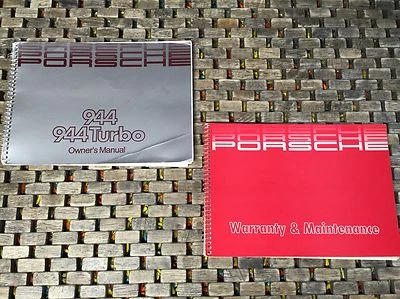 PORSCHE
944
944 Turbo
Owner's Manual
PORSCHE
Warranty & Maintenance